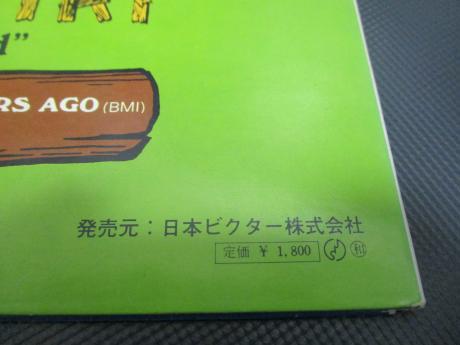 d"
RS AGO (BMI)
発売元：日本ビクター株式会社
定価 ¥ 1,800